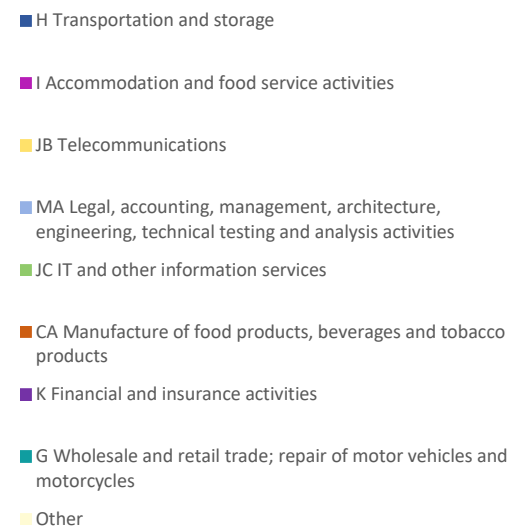 H Transportation and storage
I Accommodation and food service activities
JB Telecommunications
MA Legal, accounting, management, architecture,
engineering, technical testing and analysis activities
JC IT and other information services
CA Manufacture of food products, beverages and tobacco
products
K Financial and insurance activities
G Wholesale and retail trade; repair of motor vehicles and
motorcycles
Other